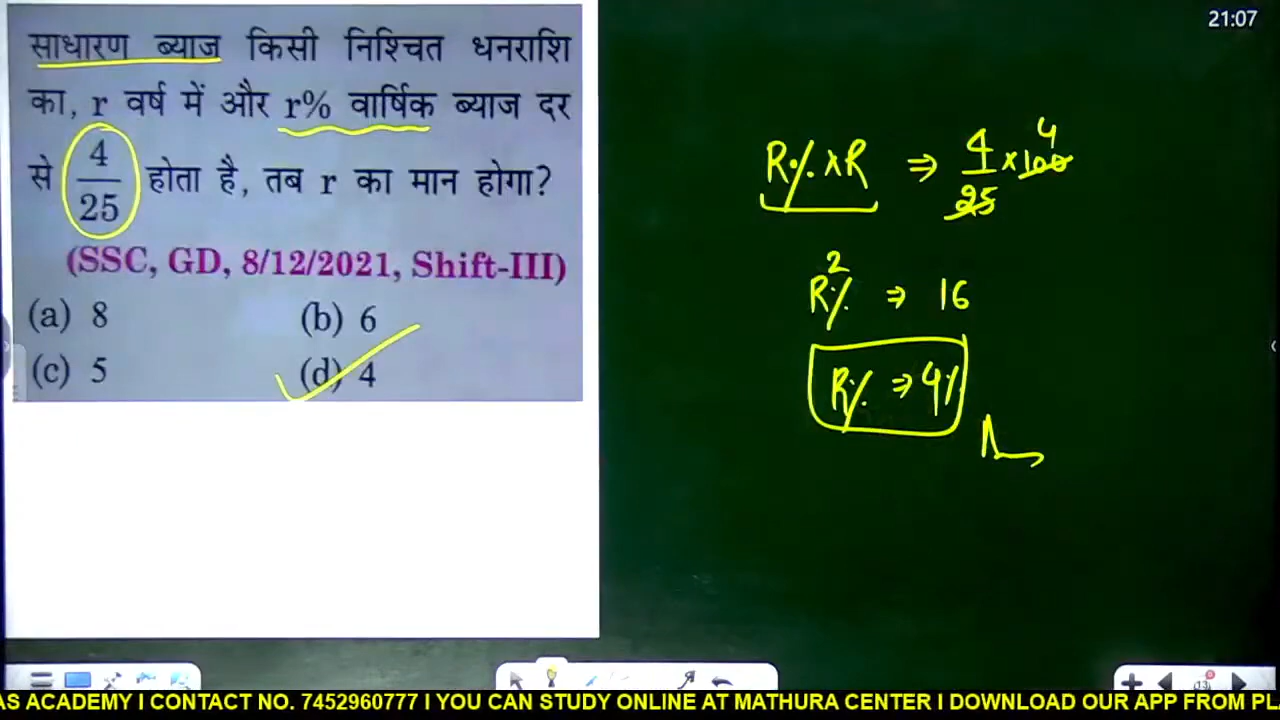 21:07
साधारण ब्याज किसी निश्चित धनराशि
का, r वर्ष में और r% वार्षिक ब्याज दर
से 4/25 होता है, तब r का मान होगा?
(SSC, GD, 8/12/2021, Shift-III)
(a) 8 (b) 6
(c) 5 (d) 4
R% × R ⇒ 4/25 × 100 4
R²% ⇒ 16
R% ⇒ 4%
AS ACADEMY I CONTACT NO. 7452960777 I YOU CAN STUDY ONLINE AT MATHURA CENTER I DOWNLOAD OUR APP FROM PL